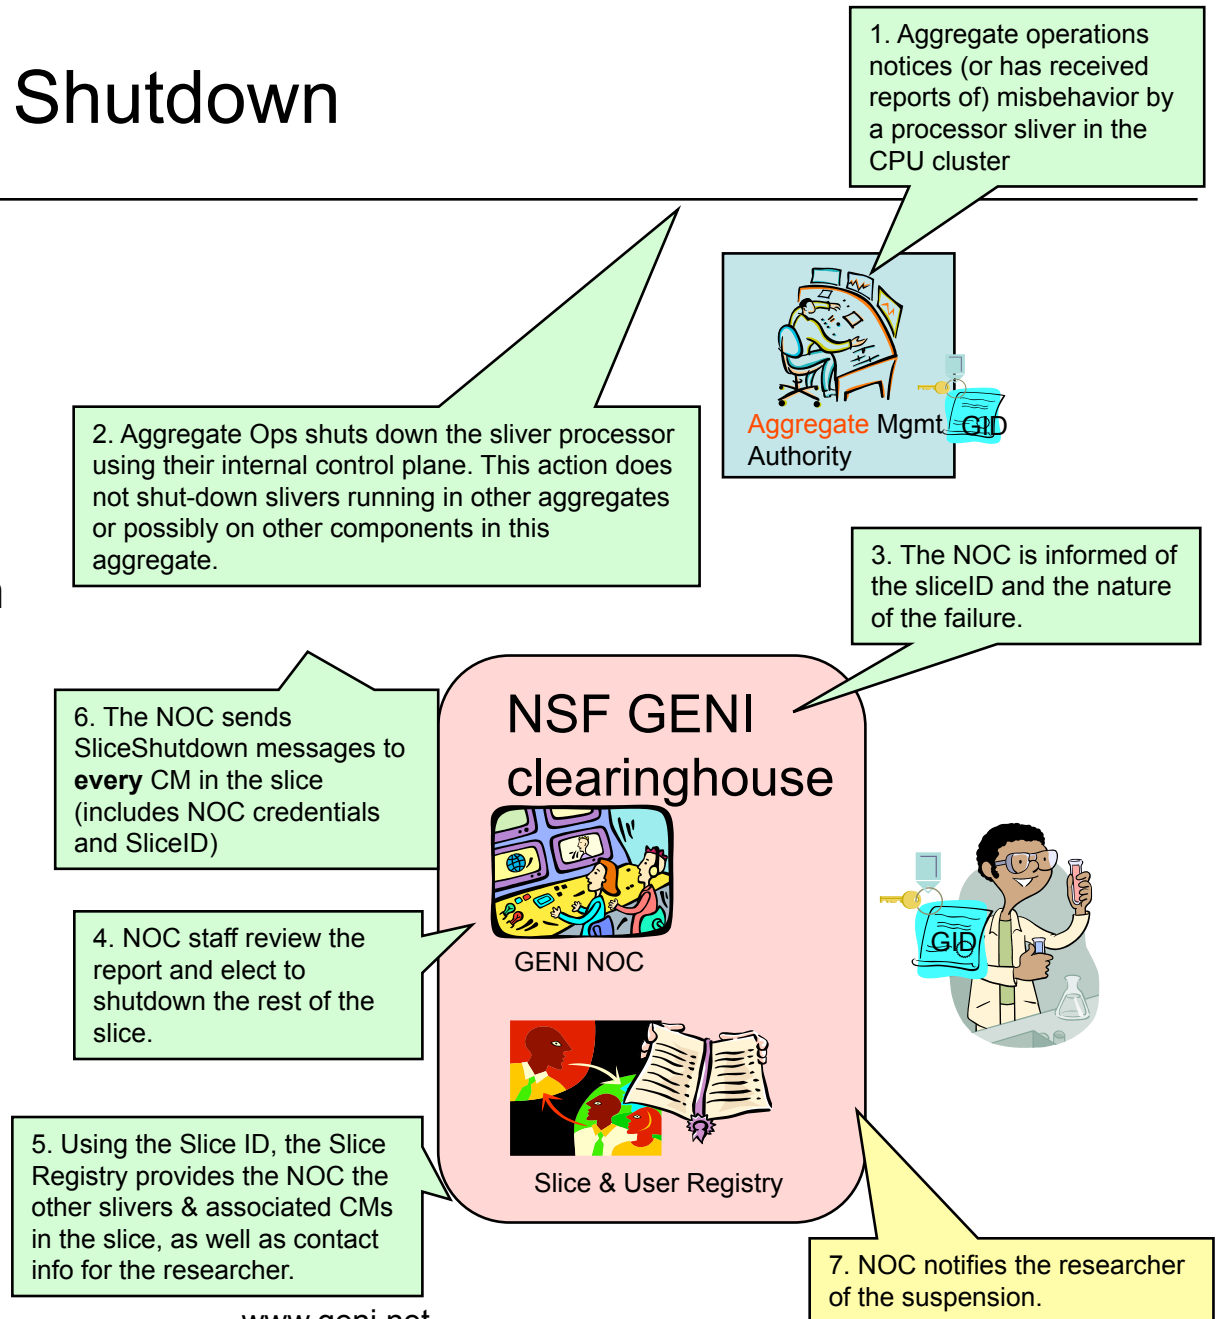 Shutdown
1. Aggregate operations
notices (or has received
reports of) misbehavior by
a processor sliver in the
CPU cluster
Aggregate Mgmt
Authority
GID
2. Aggregate Ops shuts down the sliver processor
using their internal control plane. This action does
not shut-down slivers running in other aggregates
or possibly on other components in this
aggregate.
3. The NOC is informed of
the sliceID and the nature
of the failure.
NSF GENI
clearinghouse
6. The NOC sends
SliceShutdown messages to
every CM in the slice
(includes NOC credentials
and SliceID)
GENI NOC
GID
4. NOC staff review the
report and elect to
shutdown the rest of the
slice.
Slice & User Registry
5. Using the Slice ID, the Slice
Registry provides the NOC the
other slivers & associated CMs
in the slice, as well as contact
info for the researcher.
7. NOC notifies the researcher
of the suspension.
www.geni.net